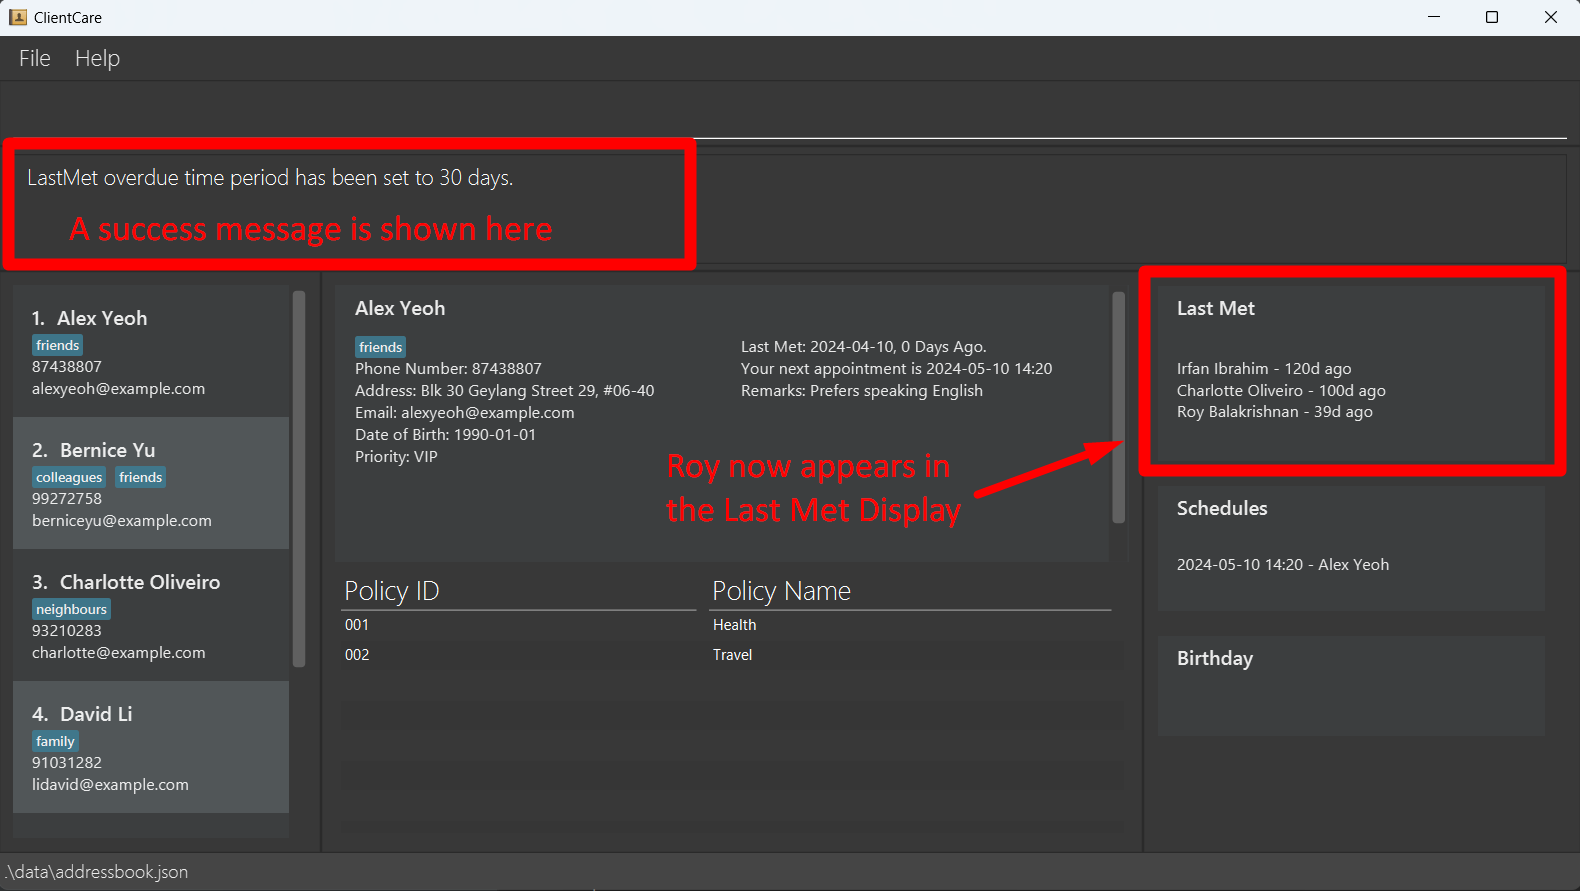 ClientCare
File Help
LastMet overdue time period has been set to 30 days.
A success message is shown here
1. Alex Yeoh
friends
87438807
alexyeoh@example.com
2. Bernice Yu
colleagues friends
99272758
berniceyu@example.com
3. Charlotte Oliveiro
neighbours
93210283
charlotte@example.com
4. David Li
family
91031282
lidavid@example.com
Alex Yeoh
friends
Phone Number: 87438807
Address: Blk 30 Geylang Street 29, #06-40
Email: alexyeoh@example.com
Date of Birth: 1990-01-01
Priority: VIP
Last Met: 2024-04-10, 0 Days Ago.
Your next appointment is 2024-05-10 14:20
Remarks: Prefers speaking English
Roy now appears in
the Last Met Display
Policy ID Policy Name
001 Health
002 Travel
Last Met
Irfan Ibrahim - 120d ago
Charlotte Oliveiro - 100d ago
Roy Balakrishnan - 39d ago
Schedules
2024-05-10 14:20 - Alex Yeoh
Birthday
.\data\addressbook.json